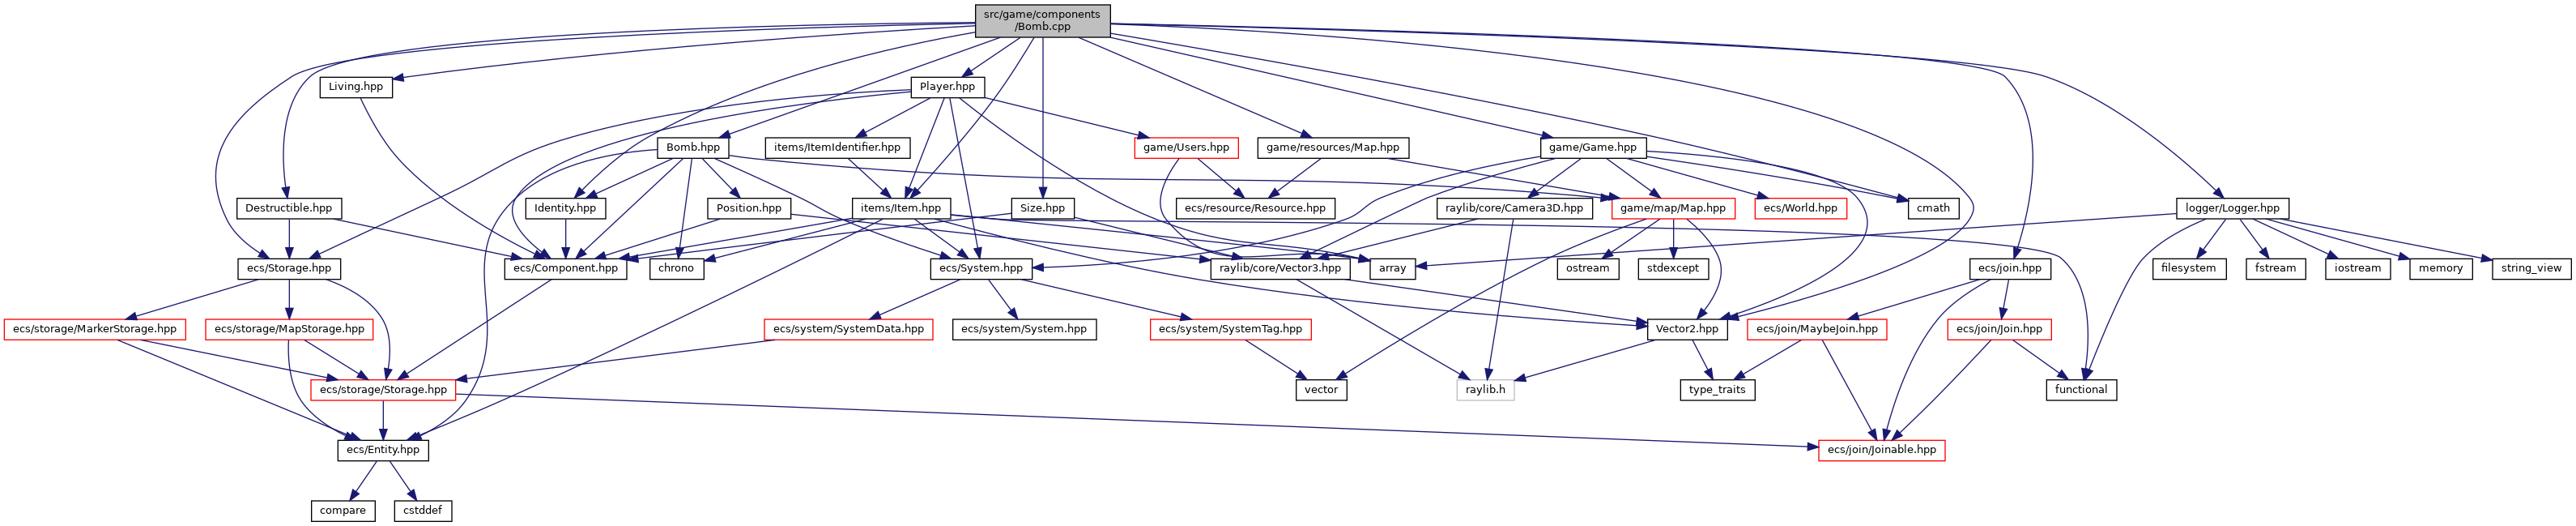 src/game/components
/Bomb.cpp
Living.hpp
Player.hpp
Bomb.hpp
items/ItemIdentifier.hpp
game/Users.hpp
game/resources/Map.hpp
game/Game.hpp
Destructible.hpp
Identity.hpp
Position.hpp
items/Item.hpp
Size.hpp
ecs/resource/Resource.hpp
raylib/core/Camera3D.hpp
game/map/Map.hpp
ecs/World.hpp
cmath
logger/Logger.hpp
ecs/Storage.hpp
ecs/Component.hpp
chrono
ecs/System.hpp
raylib/core/Vector3.hpp
array
ostream
stdexcept
ecs/join.hpp
filesystem
fstream
iostream
memory
string_view
ecs/storage/MarkerStorage.hpp
ecs/storage/MapStorage.hpp
ecs/system/SystemData.hpp
ecs/system/System.hpp
ecs/system/SystemTag.hpp
Vector2.hpp
ecs/join/MaybeJoin.hpp
ecs/join/Join.hpp
ecs/storage/Storage.hpp
vector
raylib.h
type_traits
functional
ecs/Entity.hpp
ecs/join/Joinable.hpp
compare
cstddef